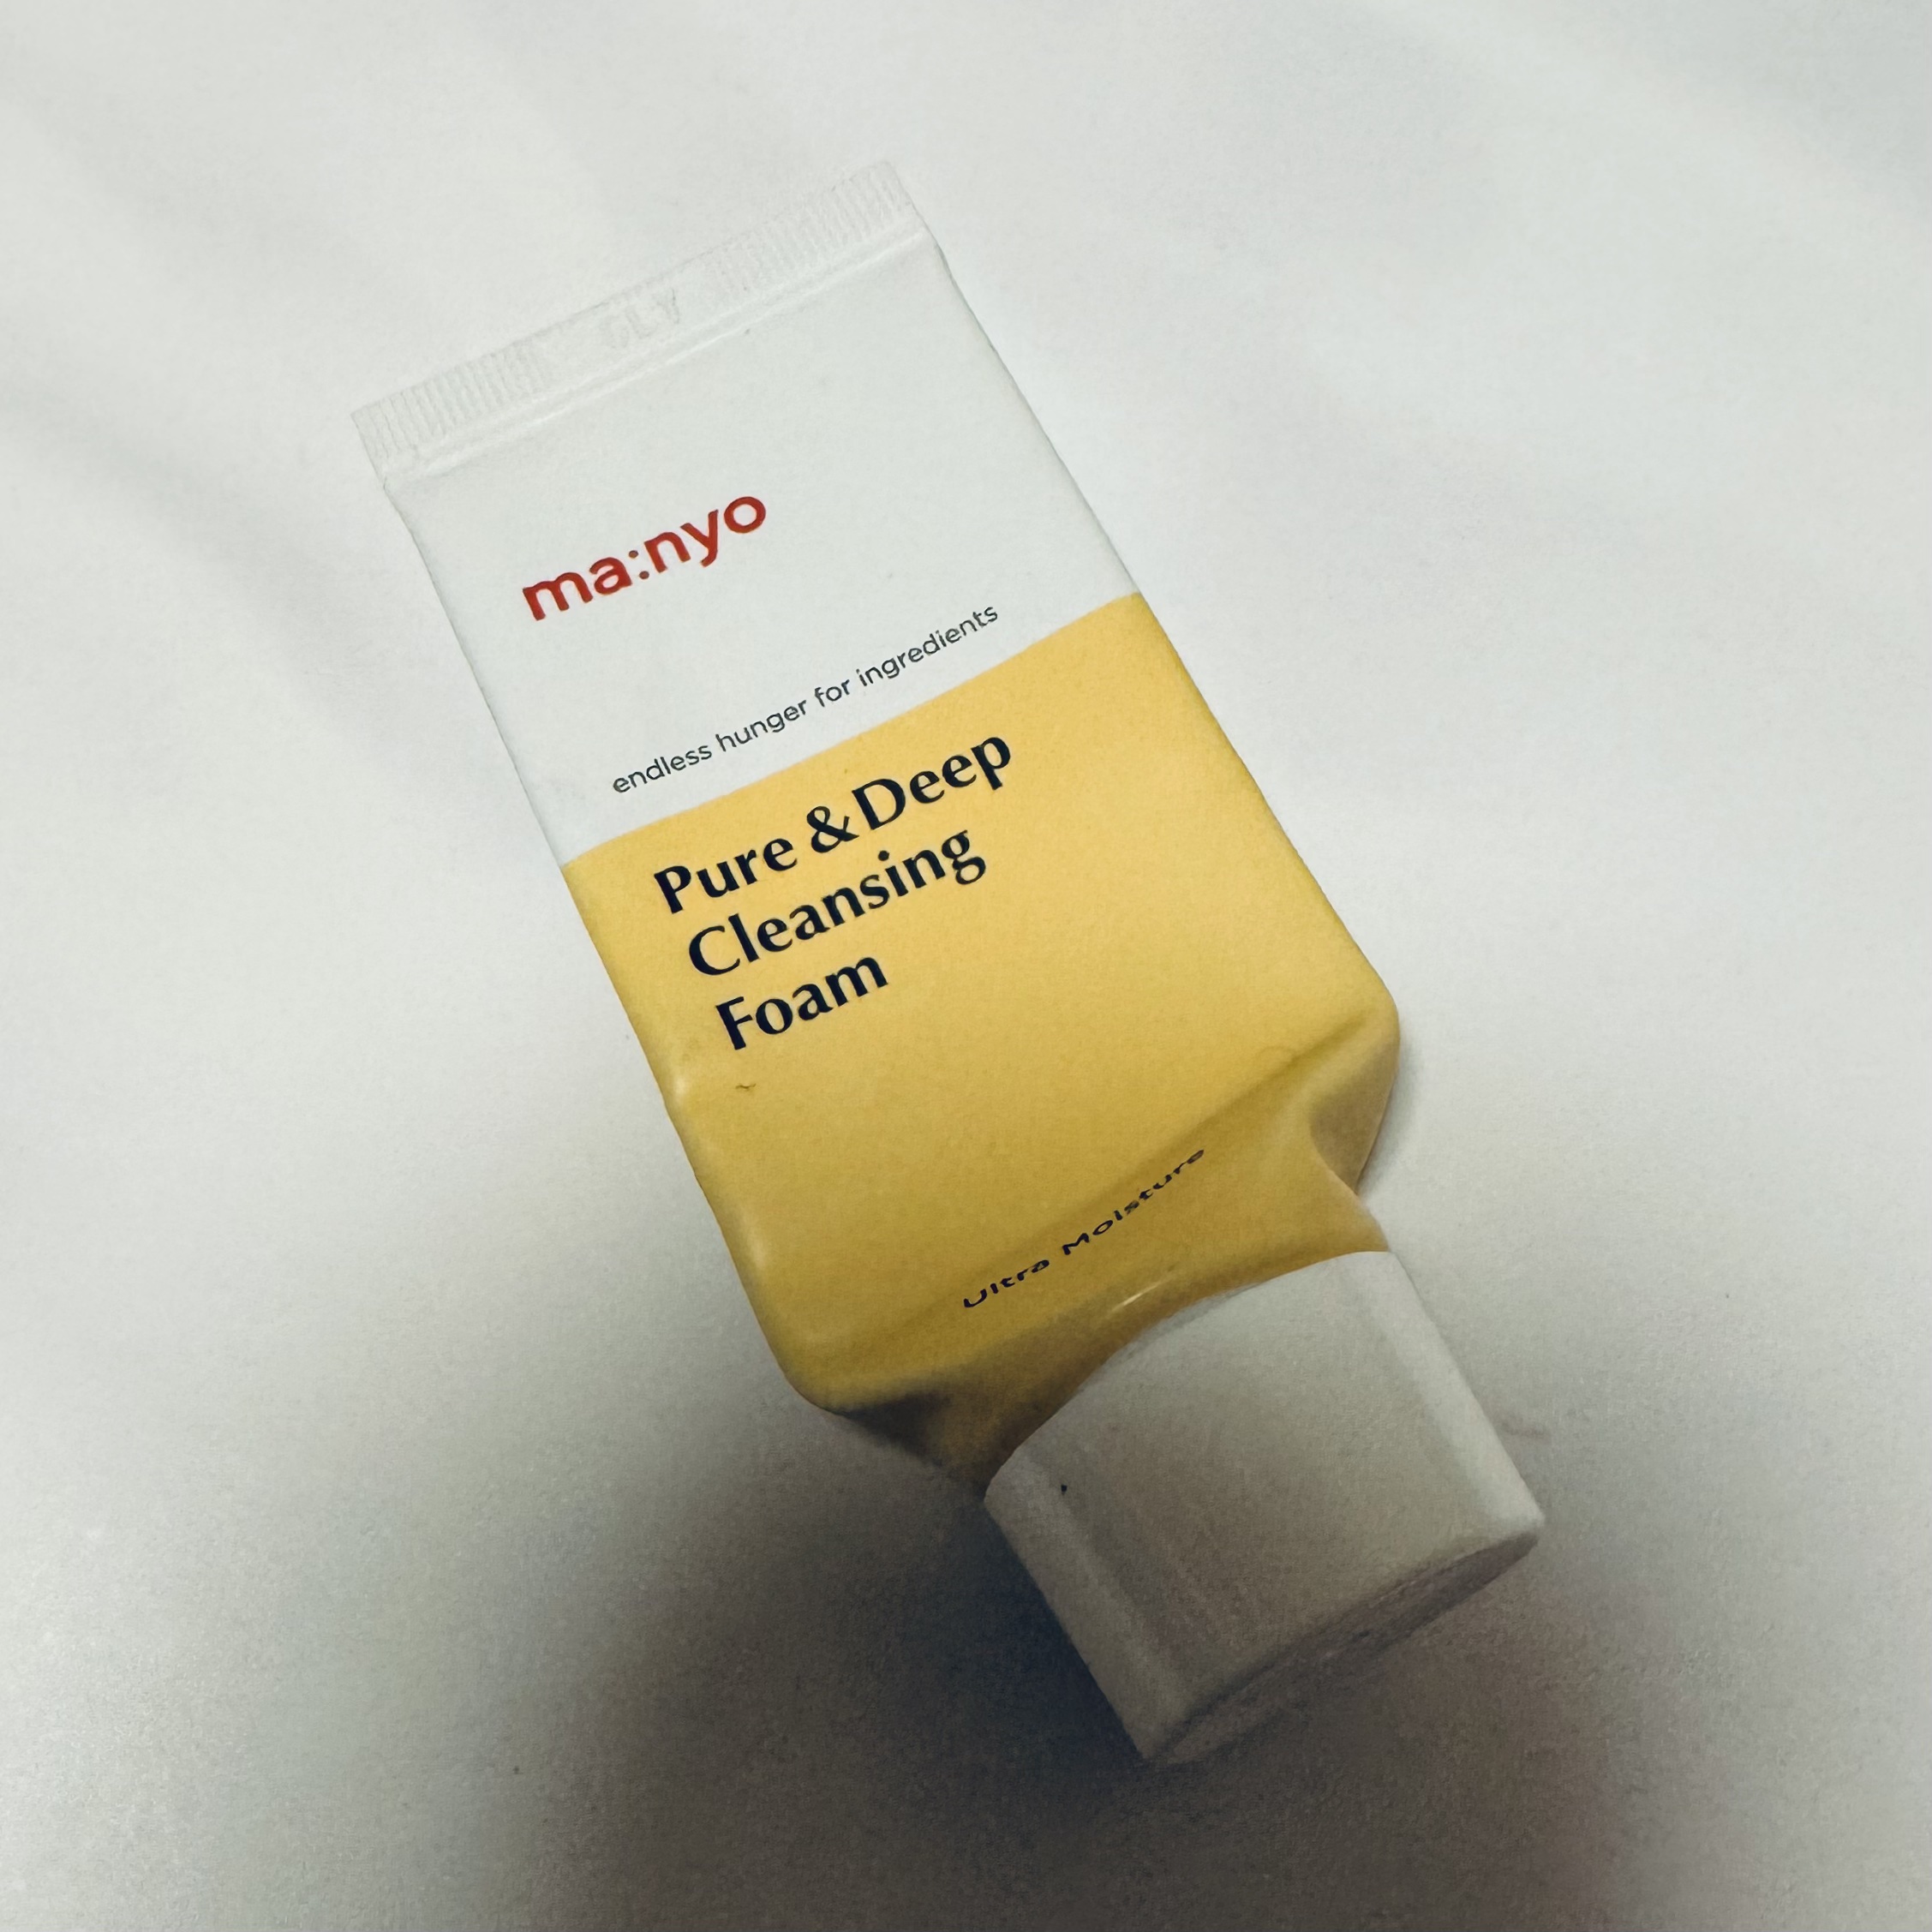 ma:nyo
endless hunger for ingredients
Pure & Deep
Cleansing
Foam
Ultra Moisture